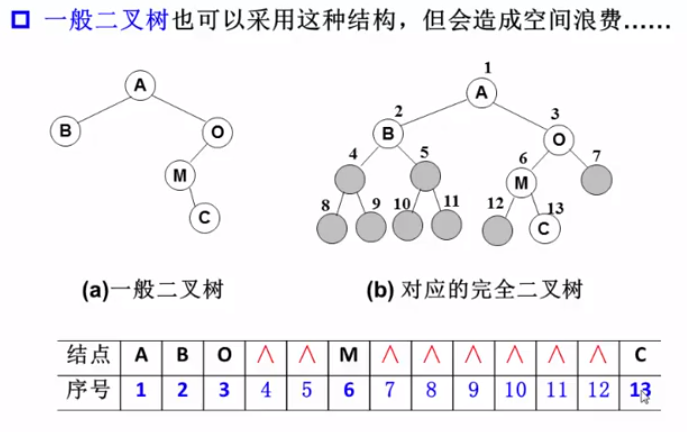 一般二叉树也可以采用这种结构，但会造成空间浪费……
A
B
O
M
C
1
A
2
B
3
O
4
5
6
M
7
8
9
10
11
12
13
C
(a)一般二叉树
(b) 对应的完全二叉树
结点 A B O ∧ ∧ M ∧ ∧ ∧ ∧ ∧ ∧ C
序号 1 2 3 4 5 6 7 8 9 10 11 12 13